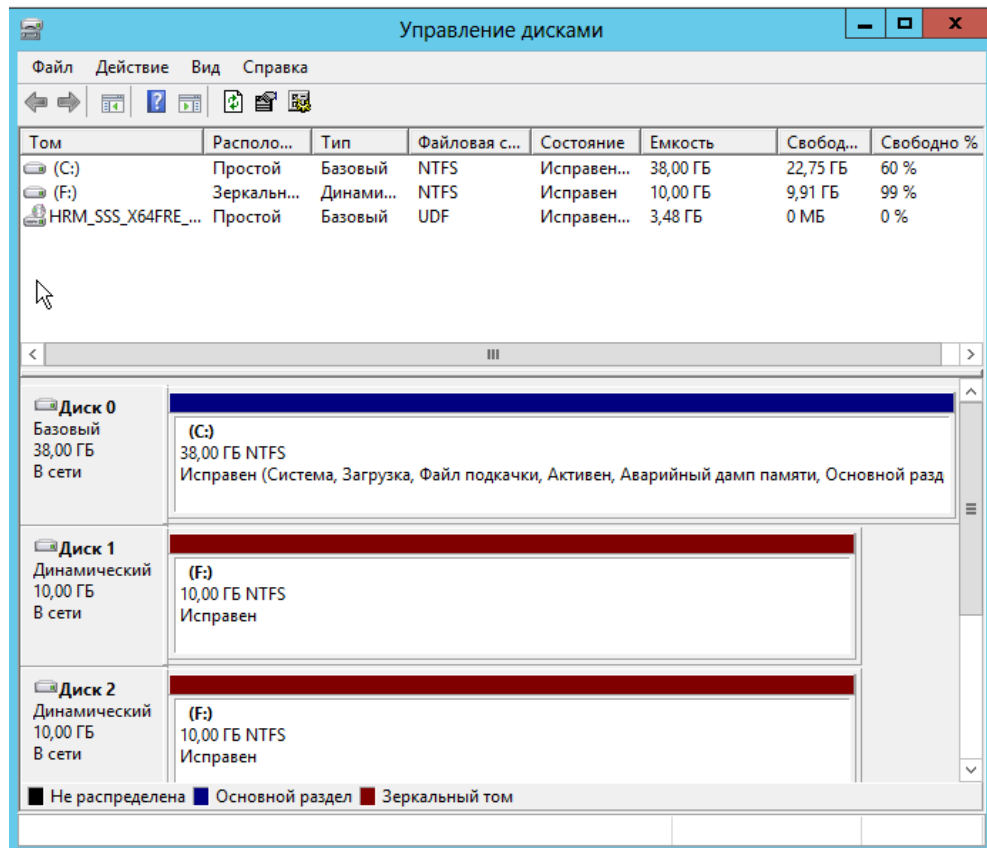 Управление дисками
Файл Действие Вид Справка
Том Располо... Тип Файловая с... Состояние Емкость Свобод... Свободно %
(C:) Простой Базовый NTFS Исправен... 38,00 ГБ 22,75 ГБ 60 %
(F:) Зеркальн... Динами... NTFS Исправен 10,00 ГБ 9,91 ГБ 99 %
HRM_SSS_X64FRE_... Простой Базовый UDF Исправен... 3,48 ГБ 0 МБ 0 %
Диск 0
Базовый
38,00 ГБ
В сети
(C:)
38,00 ГБ NTFS
Исправен (Система, Загрузка, Файл подкачки, Активен, Аварийный дамп памяти, Основной разд
Диск 1
Динамический
10,00 ГБ
В сети
(F:)
10,00 ГБ NTFS
Исправен
Диск 2
Динамический
10,00 ГБ
В сети
(F:)
10,00 ГБ NTFS
Исправен
Не распределена Основной раздел Зеркальный том